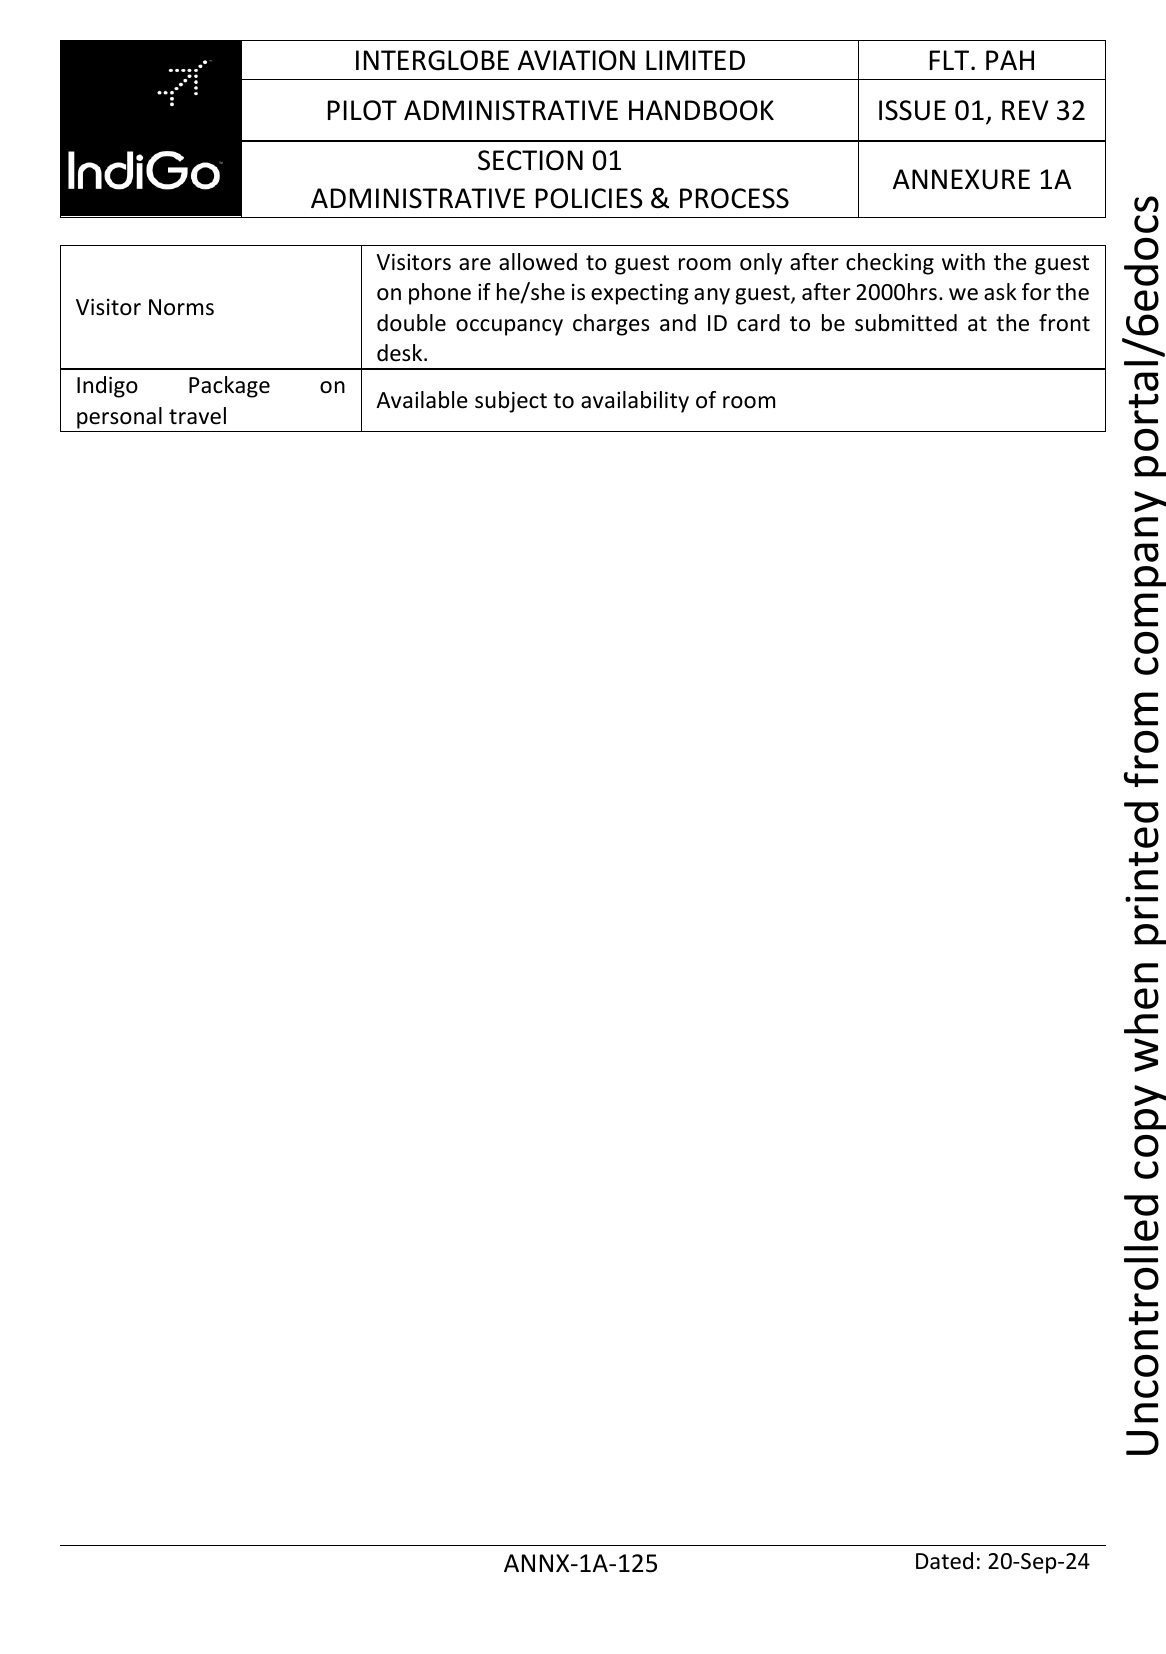 INTERGLOBE AVIATION LIMITED
FLT. PAH
PILOT ADMINISTRATIVE HANDBOOK
ISSUE 01, REV 32
IndiGo
SECTION 01
ADMINISTRATIVE POLICIES & PROCESS
ANNEXURE 1A
Visitor Norms
Visitors are allowed to guest room only after checking with the guest
on phone if he/she is expecting any guest, after 2000hrs. we ask for the
double occupancy charges and ID card to be submitted at the front
desk.
Indigo Package on
personal travel
Available subject to availability of room
Uncontrolled copy when printed from company portal/6edocs
ANNX-1A-125
Dated: 20-Sep-24